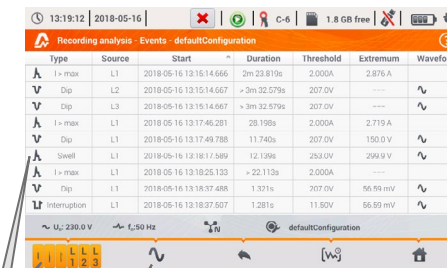 13:19:12 2018-05-16 C-6 1.8 GB free
Recording analysis - Events - defaultConfiguration
Type Source Start Duration Threshold Extremum Wavefo
I > max L1 2018-05-16 13:15:14.666 2m 23.819s 2.000A 2.876 A
Dip L2 2018-05-16 13:15:14.667 > 3m 32.579s 207.0V ---
Dip L3 2018-05-16 13:15:14.667 > 3m 32.579s 207.0V ---
I > max L1 2018-05-16 13:17:46.281 28.198s 2.000A 2.719 A
Dip L1 2018-05-16 13:17:49.788 11.740s 207.0V 150.0 V
Swell L1 2018-05-16 13:18:17.589 12.139s 253.0V 299.9 V
I > max L1 2018-05-16 13:18:25.133 > 22.113s 2.000A ---
Dip L1 2018-05-16 13:18:37.488 1.321s 207.0V 56.59 mV
Interruption L1 2018-05-16 13:18:37.507 1.281s 11.50V 56.59 mV
Uₙ: 230.0 V fₙ:50 Hz N defaultConfiguration
L L L
1 2 3